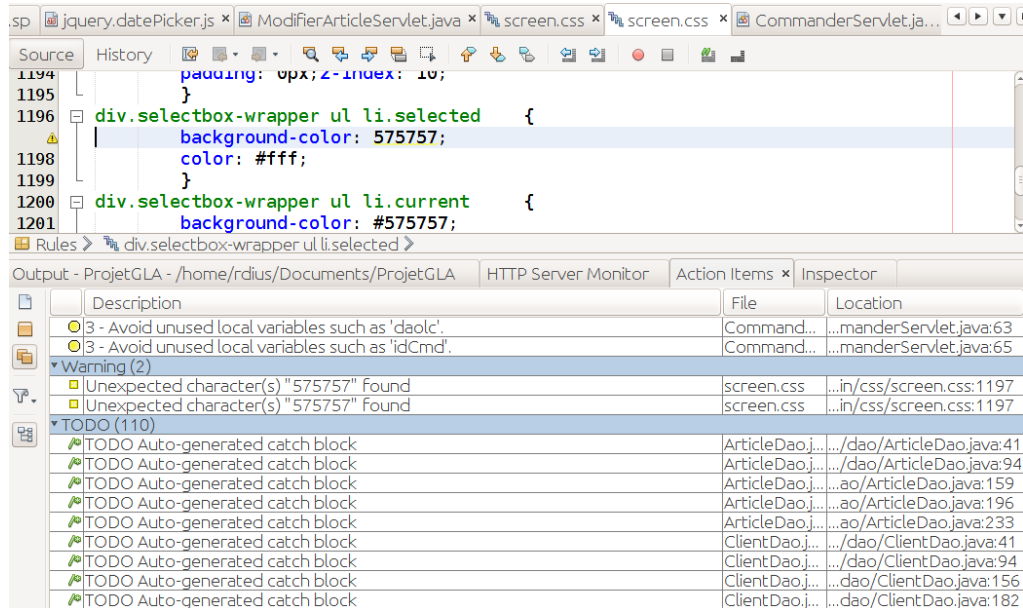 .sp jquery.datePicker.js × ModifierArticleServlet.java × screen.css × screen.css × CommanderServlet.ja...
Source History
1194 padding: 0px;z-index: 10;
1195 }
1196 div.selectbox-wrapper ul li.selected {
background-color: 575757;
1198 color: #fff;
1199 }
1200 div.selectbox-wrapper ul li.current {
1201 background-color: #575757;
Rules div.selectbox-wrapper ul li.selected
Output - ProjetGLA - /home/rdius/Documents/ProjetGLA HTTP Server Monitor Action Items × Inspector
Description File Location
3 - Avoid unused local variables such as 'daolc'. Command... ...manderServlet.java:63
3 - Avoid unused local variables such as 'idCmd'. Command... ...manderServlet.java:65
Warning (2)
Unexpected character(s) "575757" found screen.css ...in/css/screen.css:1197
Unexpected character(s) "575757" found screen.css ...in/css/screen.css:1197
TODO (110)
TODO Auto-generated catch block ArticleDao.j... .../dao/ArticleDao.java:41
TODO Auto-generated catch block ArticleDao.j... .../dao/ArticleDao.java:94
TODO Auto-generated catch block ArticleDao.j... ...ao/ArticleDao.java:159
TODO Auto-generated catch block ArticleDao.j... ...ao/ArticleDao.java:196
TODO Auto-generated catch block ArticleDao.j... ...ao/ArticleDao.java:233
TODO Auto-generated catch block ClientDao.j... .../dao/ClientDao.java:41
TODO Auto-generated catch block ClientDao.j... .../dao/ClientDao.java:94
TODO Auto-generated catch block ClientDao.j... ...dao/ClientDao.java:156
TODO Auto-generated catch block ClientDao.j... ...dao/ClientDao.java:182